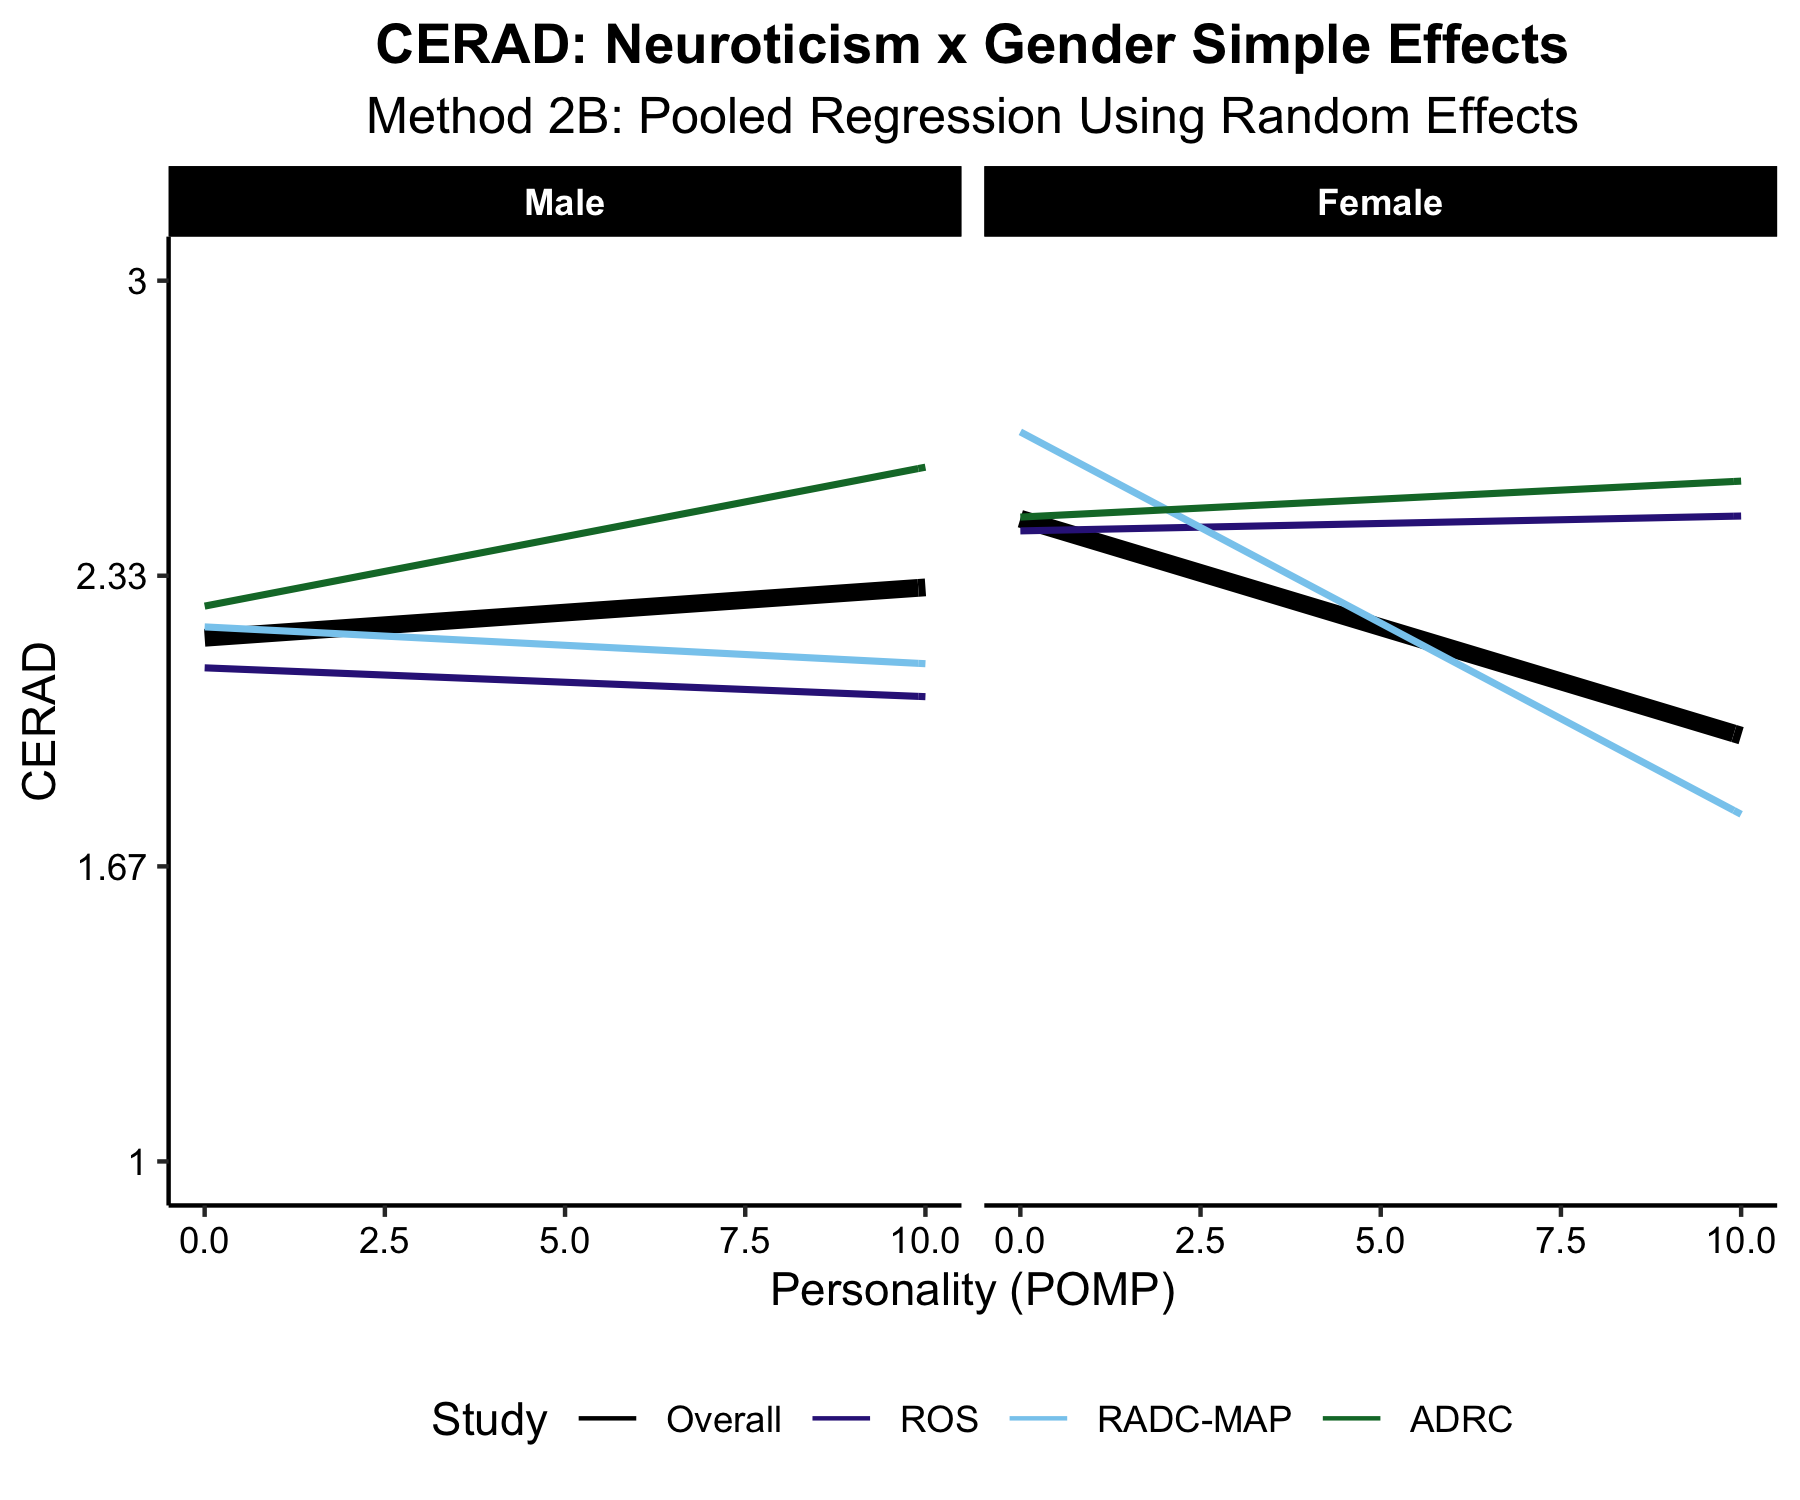 CERAD: Neuroticism x Gender Simple Effects
Method 2B: Pooled Regression Using Random Effects
Male
Female
3
2.33
1.67
1
CERAD
0.0 2.5 5.0 7.5 10.0
0.0 2.5 5.0 7.5 10.0
Personality (POMP)
Study Overall ROS RADC-MAP ADRC